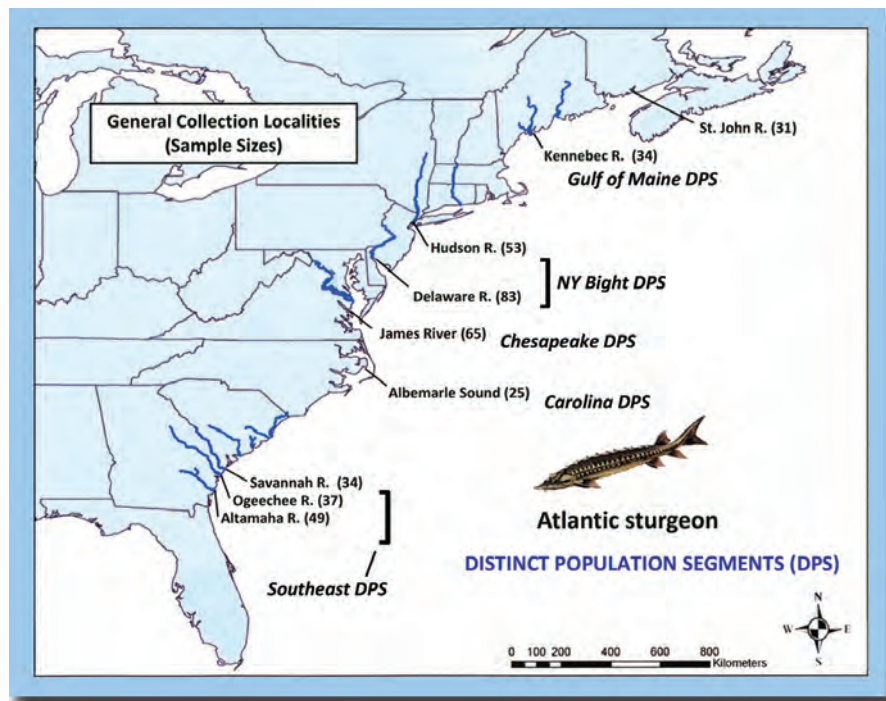 General Collection Localities
(Sample Sizes)
St. John R. (31)
Kennebec R. (34)
Gulf of Maine DPS
Hudson R. (53)
Delaware R. (83)
NY Bight DPS
James River (65)
Chesapeake DPS
Albemarle Sound (25)
Carolina DPS
Savannah R. (34)
Ogeechee R. (37)
Altamaha R. (49)
Southeast DPS
Atlantic sturgeon
DISTINCT POPULATION SEGMENTS (DPS)
N
W E
S
0 100 200 400 600 800
Kilometers